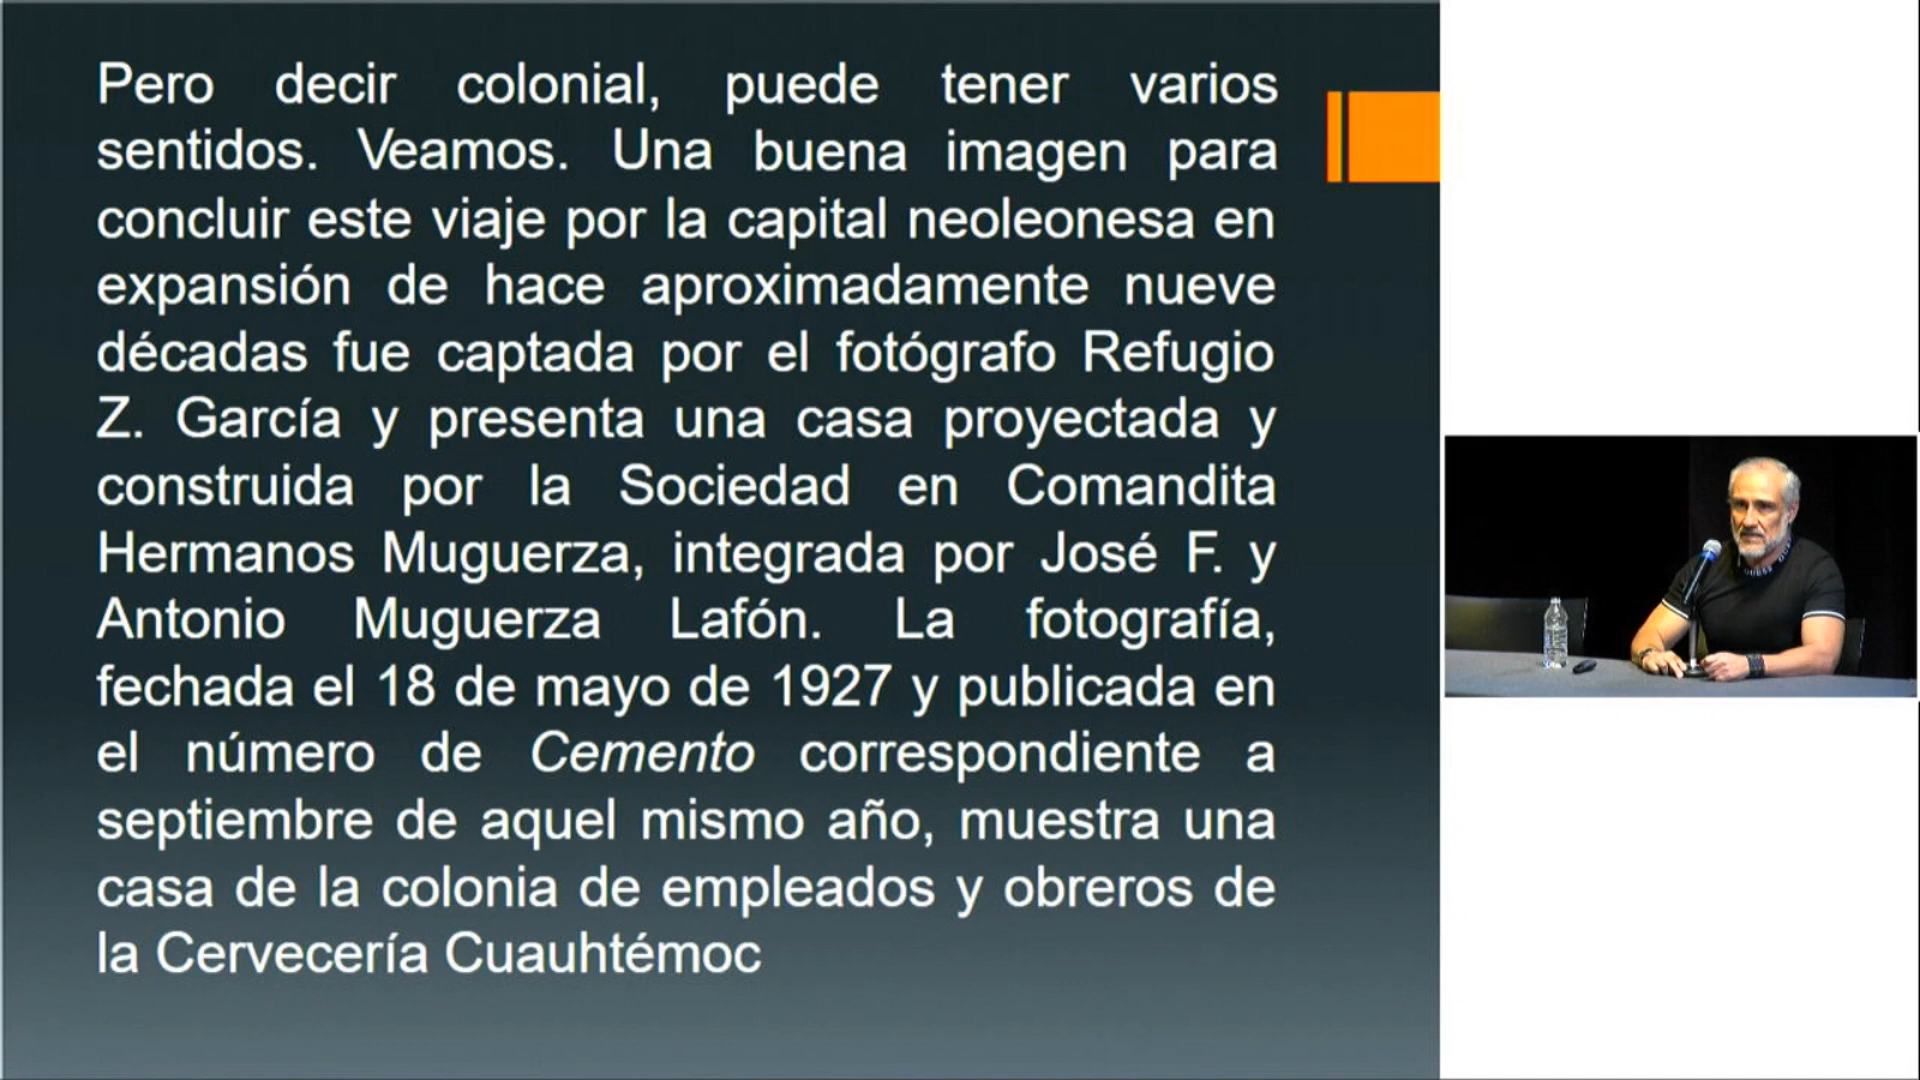 Pero decir colonial, puede tener varios
sentidos. Veamos. Una buena imagen para
concluir este viaje por la capital neoleonesa en
expansión de hace aproximadamente nueve
décadas fue captada por el fotógrafo Refugio
Z. García y presenta una casa proyectada y
construida por la Sociedad en Comandita
Hermanos Muguerza, integrada por José F. y
Antonio Muguerza Lafón. La fotografía,
fechada el 18 de mayo de 1927 y publicada en
el número de Cemento correspondiente a
septiembre de aquel mismo año, muestra una
casa de la colonia de empleados y obreros de
la Cervecería Cuauhtémoc